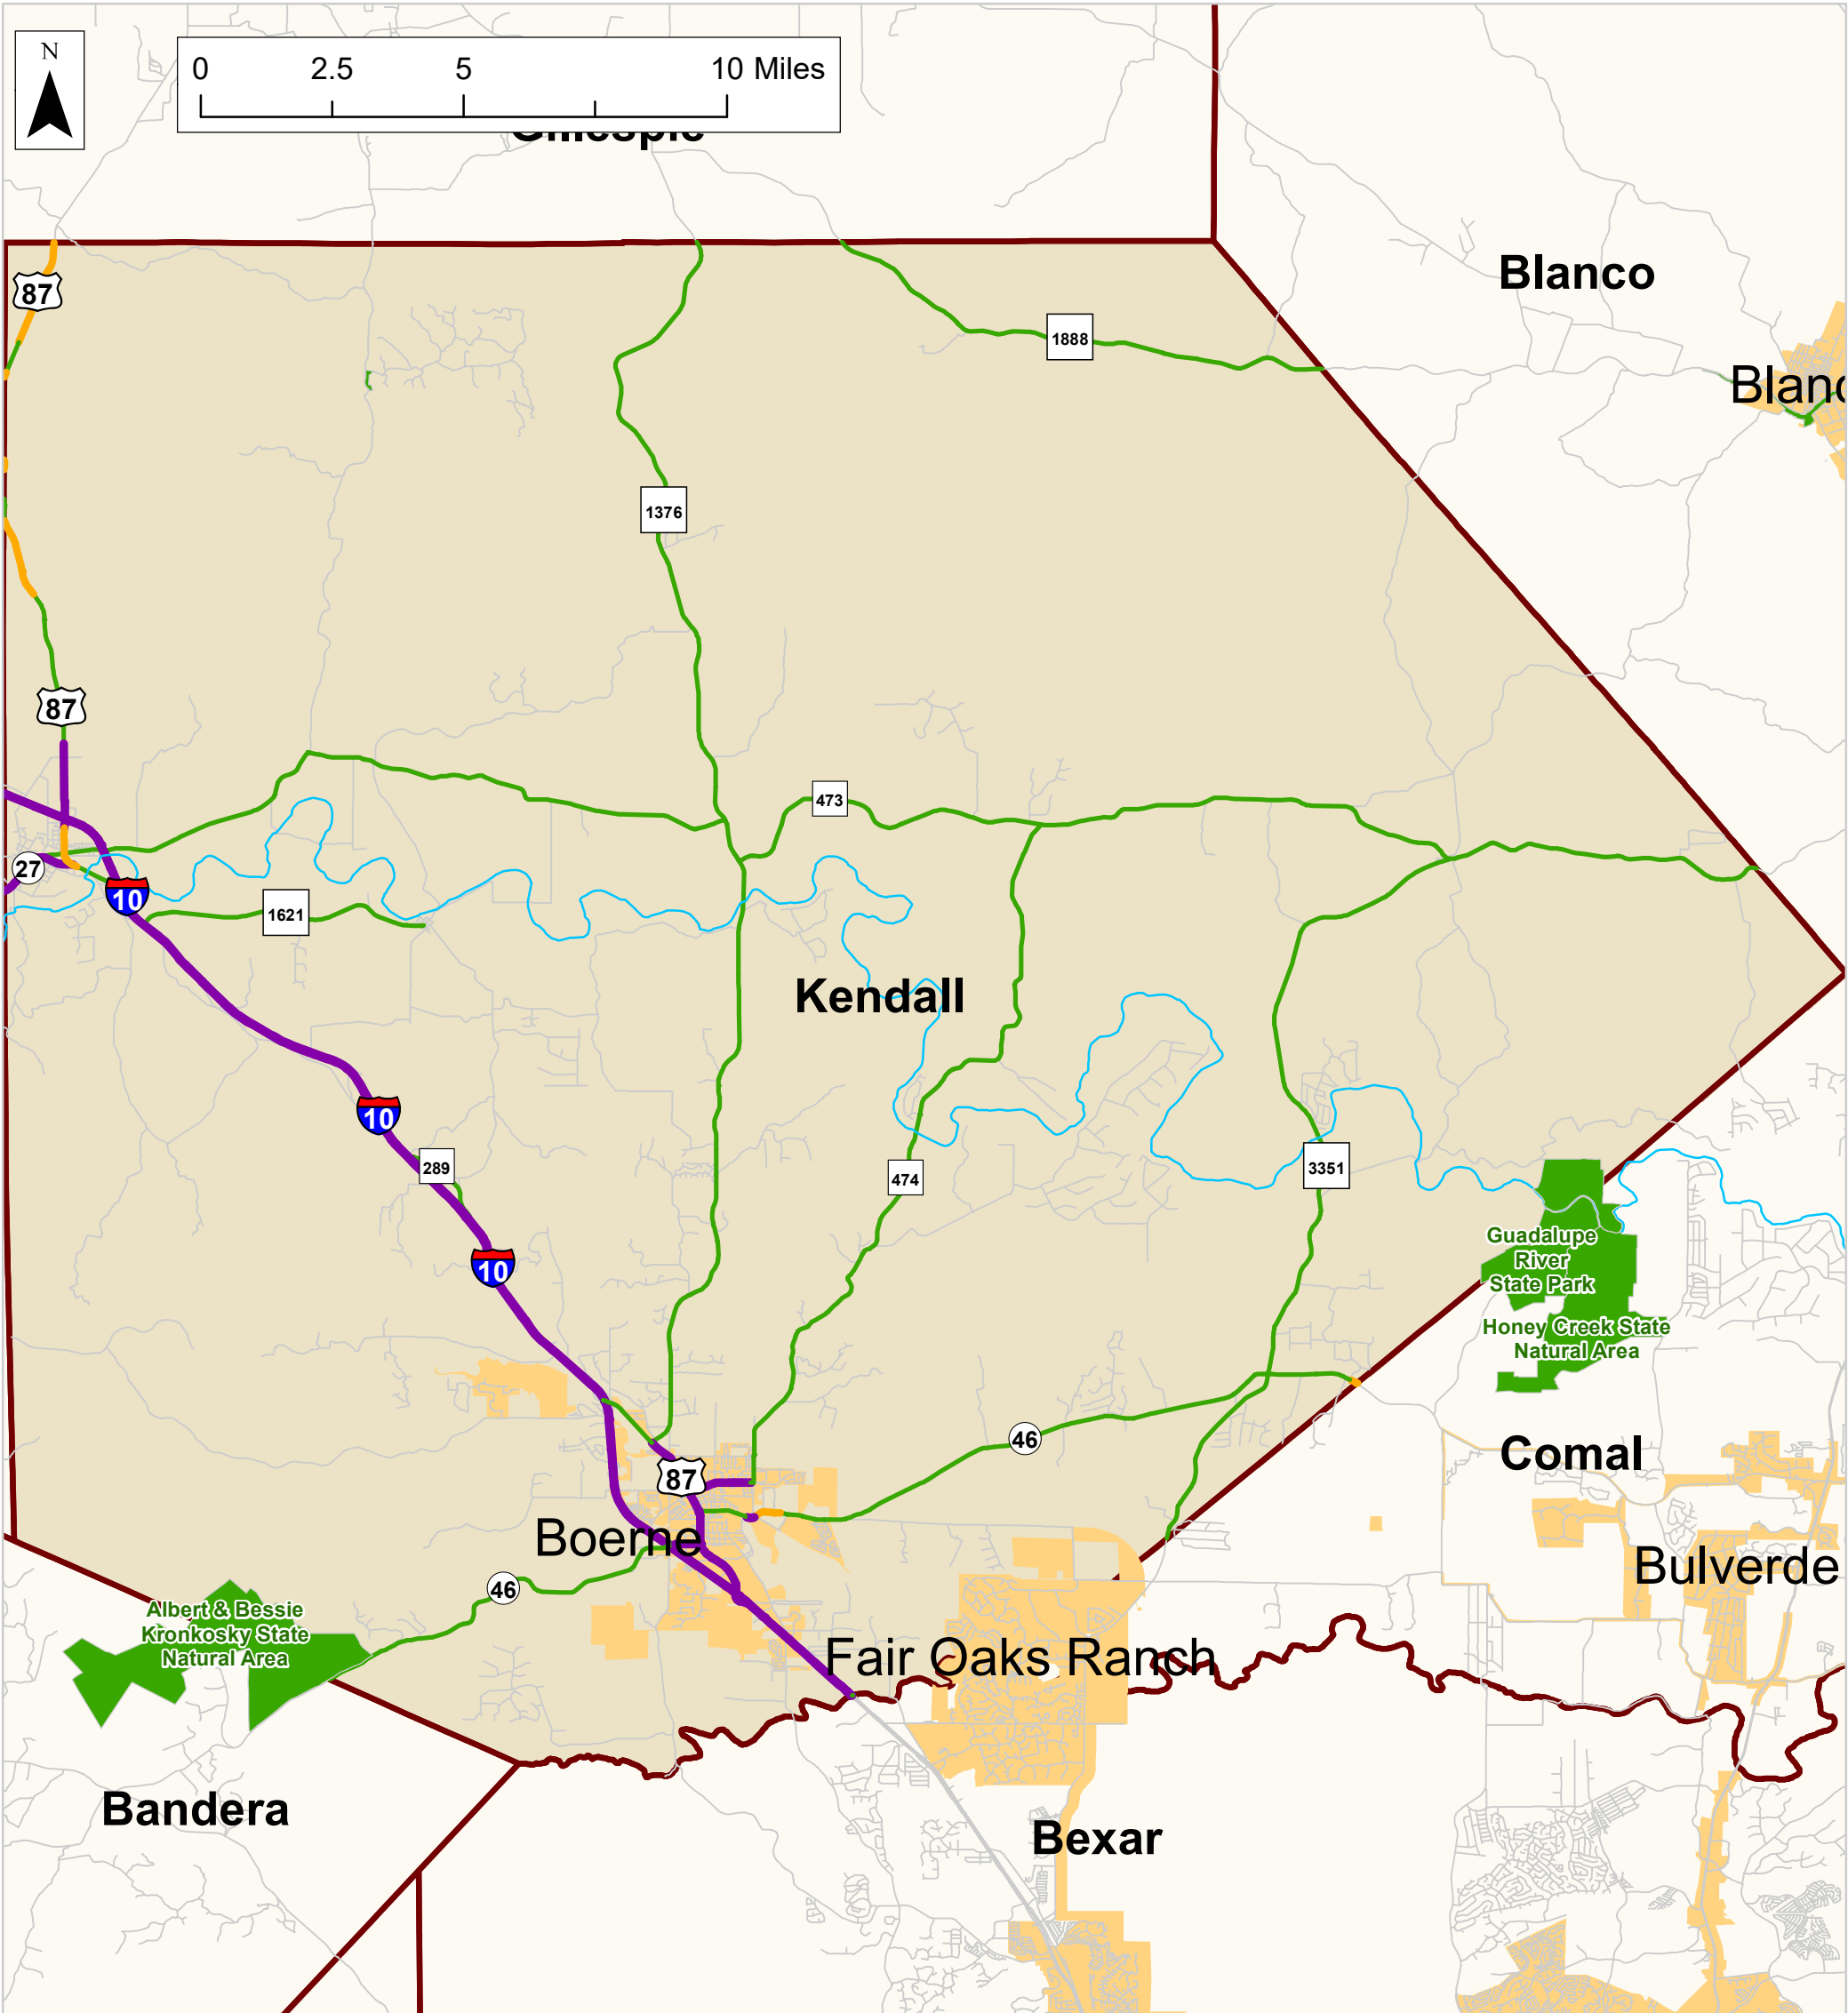 N
0 2.5 5 10 Miles
87
Blanco
1888
1376
87
473
27
10
1621
Kendall
10
289
474
3351
10
Guadalupe
River
State Park
Honey Creek State
Natural Area
46
Comal
87
Boerne
Bulverde
46
Albert & Bessie
Kronkosky State
Natural Area
Fair Oaks Ranch
Bandera
Bexar